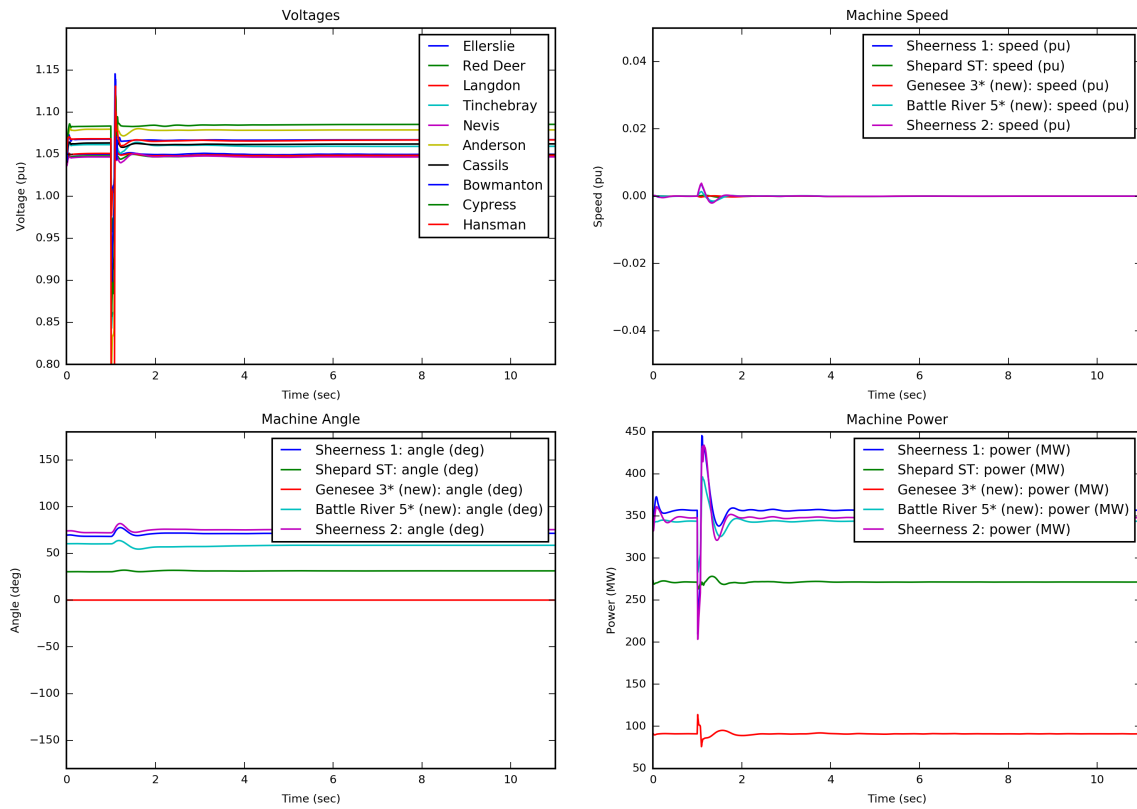 Voltages
Voltage (pu)
1.15
1.10
1.05
1.00
0.95
0.90
0.85
0.80
Ellerslie
Red Deer
Langdon
Tinchebray
Nevis
Anderson
Cassils
Bowmanton
Cypress
Hansman
0 2 4 6 8 10
Time (sec)
Machine Speed
Speed (pu)
0.04
0.02
0.00
−0.02
−0.04
Sheerness 1: speed (pu)
Shepard ST: speed (pu)
Genesee 3* (new): speed (pu)
Battle River 5* (new): speed (pu)
Sheerness 2: speed (pu)
0 2 4 6 8 10
Time (sec)
Machine Angle
Angle (deg)
150
100
50
0
−50
−100
−150
Sheerness 1: angle (deg)
Shepard ST: angle (deg)
Genesee 3* (new): angle (deg)
Battle River 5* (new): angle (deg)
Sheerness 2: angle (deg)
0 2 4 6 8 10
Time (sec)
Machine Power
Power (MW)
450
400
350
300
250
200
150
100
50
Sheerness 1: power (MW)
Shepard ST: power (MW)
Genesee 3* (new): power (MW)
Battle River 5* (new): power (MW)
Sheerness 2: power (MW)
0 2 4 6 8 10
Time (sec)